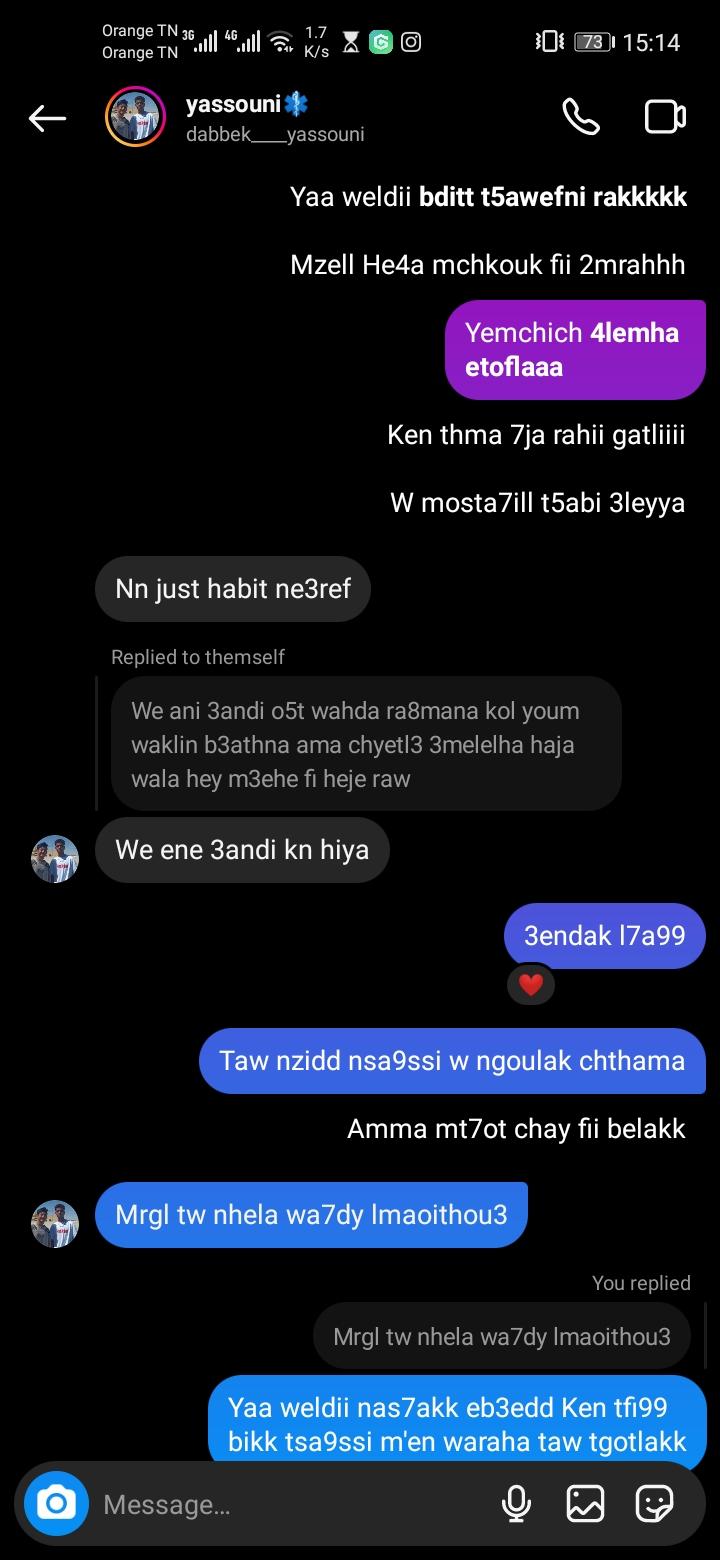 Orange TN 3G 4G 1.7 73 15:14
Orange TN K/s
yassouni
dabbek____yassouni
Yaa weldii bditt t5awefni rakkkkk
Mzell He4a mchkouk fii 2mrahhh
Yemchich 4lemha
etoflaaa
Ken thma 7ja rahii gatliiii
W mosta7ill t5abi 3leyya
Nn just habit ne3ref
Replied to themself
We ani 3andi o5t wahda ra8mana kol youm
waklin b3athna ama chyetl3 3melelha haja
wala hey m3ehe fi heje raw
We ene 3andi kn hiya
3endak l7a99
Taw nzidd nsa9ssi w ngoulak chthama
Amma mt7ot chay fii belakk
Mrgl tw nhela wa7dy lmaoithou3
You replied
Mrgl tw nhela wa7dy lmaoithou3
Yaa weldii nas7akk eb3edd Ken tfi99
bikk tsa9ssi m'en waraha taw tgotlakk
Message...